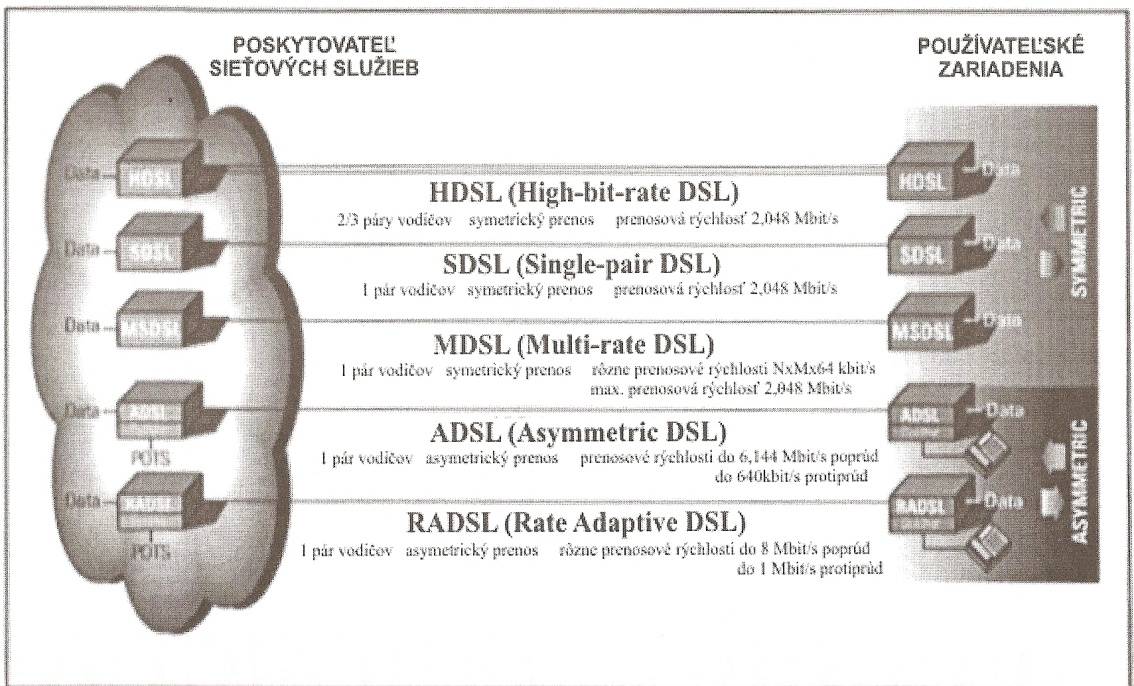 POSKYTOVATEĽ
SIEŤOVÝCH SLUŽIEB
POUŽÍVATEĽSKÉ
ZARIADENIA
Data
HDSL
HDSL
Data
HDSL (High-bit-rate DSL)
2/3 páry vodičov symetrický prenos prenosová rýchlosť 2,048 Mbit/s
Data
SDSL
SDSL
Data
SDSL (Single-pair DSL)
1 pár vodičov symetrický prenos prenosová rýchlosť 2,048 Mbit/s
SYMMETRIC
Data
MSDSL
MSDSL
Data
MDSL (Multi-rate DSL)
1 pár vodičov symetrický prenos rôzne prenosové rýchlosti NxMx64 kbit/s
max. prenosové rýchlosť 2,048 Mbit/s
Data
ADSL
POTS
ADSL
Data
ADSL (Asymmetric DSL)
1 pár vodičov asymetrický prenos prenosové rýchlosti do 6,144 Mbit/s poprúd
do 640kbit/s protiprúd
ASYMMETRIC
Data
RADSL
POTS
RADSL
Data
RADSL (Rate Adaptive DSL)
1 pár vodičov asymetrický prenos rôzne prenosové rýchlosti do 8 Mbit/s poprúd
do 1 Mbit/s protiprúd